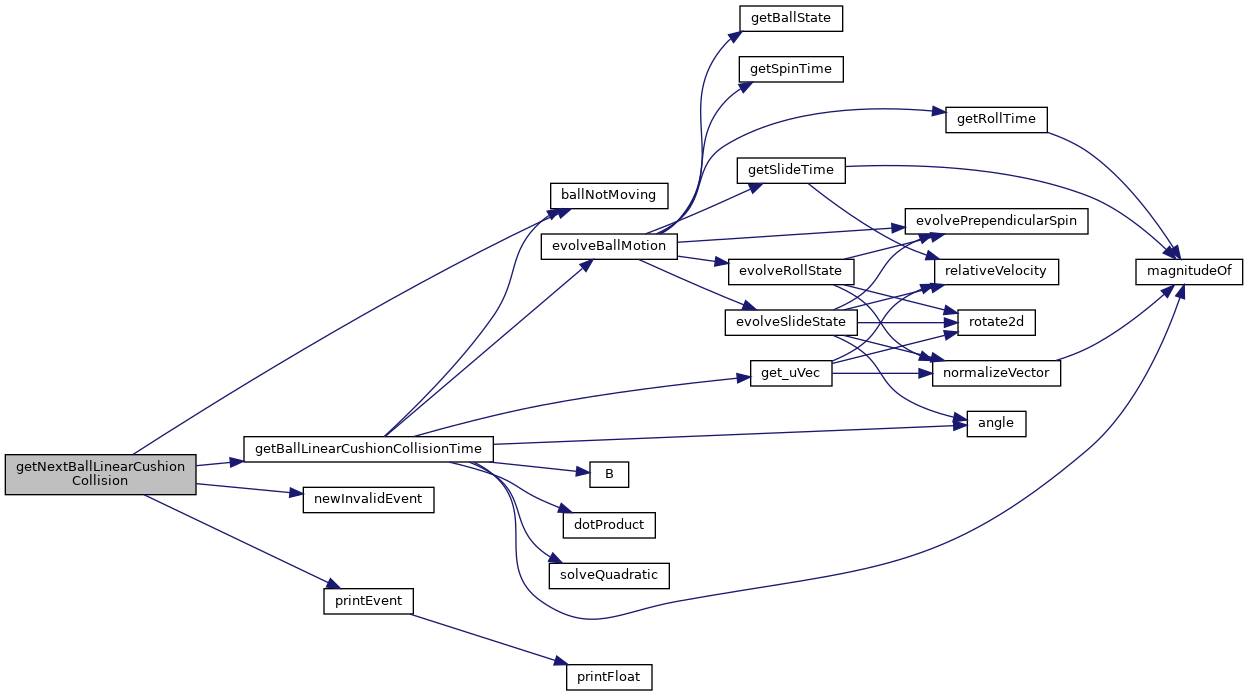 getBallState
getSpinTime
getRollTime
getSlideTime
ballNotMoving
evolvePrependicularSpin
evolveBallMotion
evolveRollState
relativeVelocity
magnitudeOf
evolveSlideState
rotate2d
get_uVec
normalizeVector
angle
getBallLinearCushionCollisionTime
getNextBallLinearCushion
Collision
B
newInvalidEvent
dotProduct
solveQuadratic
printEvent
printFloat